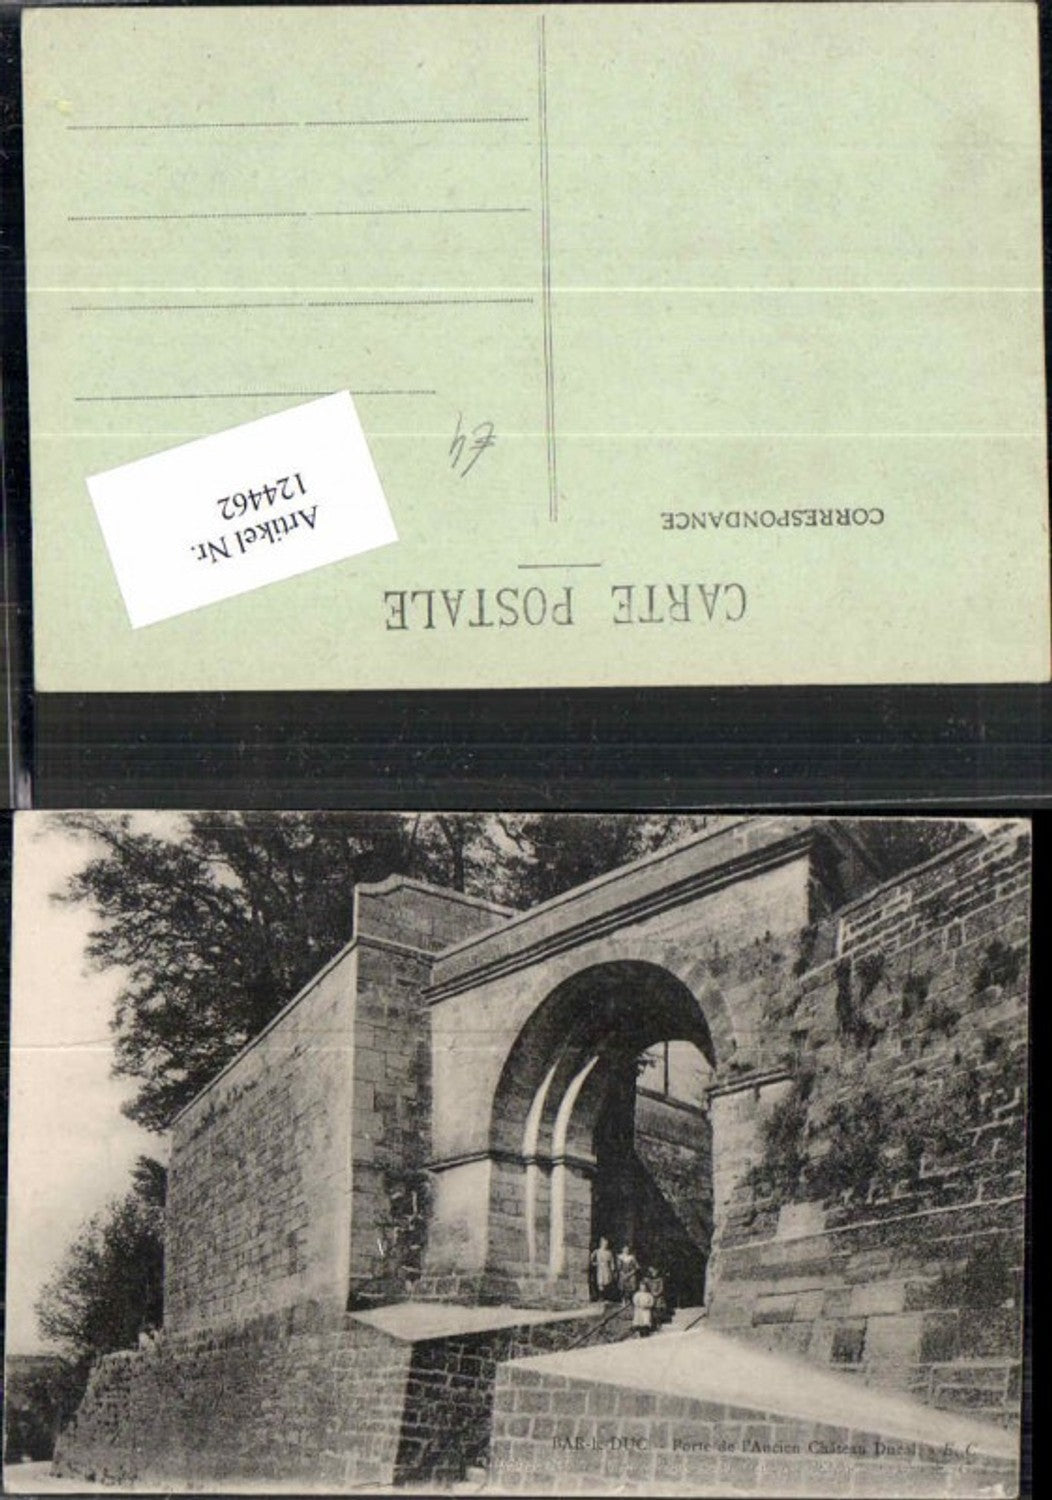 CARTE POSTALE
CORRESPONDANCE
Artikel Nr.
124462
BAR-le-DUC - Porte de l'Ancien Château Ducal E. C.